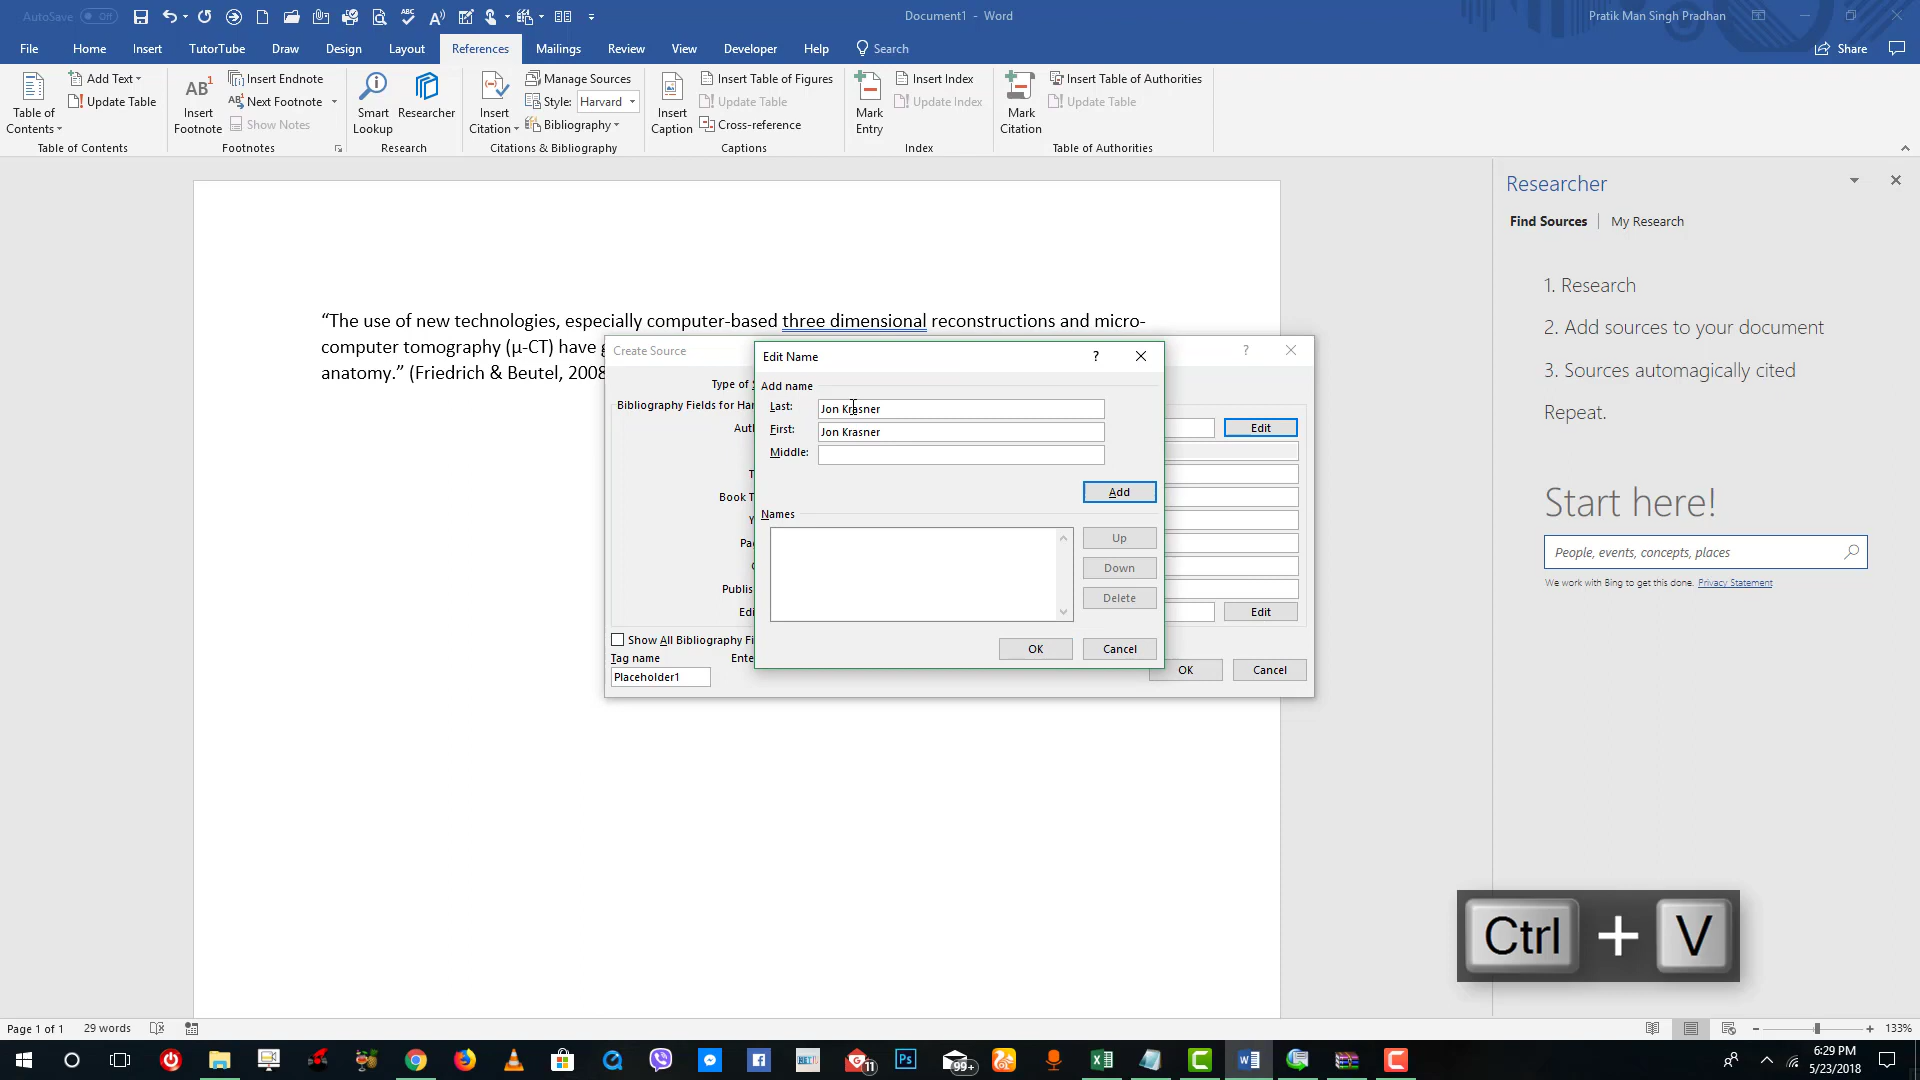 AutoSave Off
Document1 - Word
Pratik Man Singh Pradhan
File Home Insert TutorTube Draw Design Layout References Mailings Review View Developer Help Search
Share
Table of Contents
Add Text
Update Table
Table of Contents
Insert Footnote
Insert Endnote
Next Footnote
Show Notes
Footnotes
Smart Lookup
Researcher
Research
Insert Citation
Manage Sources
Style: Harvard
Bibliography
Citations & Bibliography
Insert Caption
Insert Table of Figures
Update Table
Cross-reference
Captions
Mark Entry
Insert Index
Update Index
Index
Mark Citation
Insert Table of Authorities
Update Table
Table of Authorities
“The use of new technologies, especially computer-based three dimensional reconstructions and micro-
computer tomography (µ-CT) have
anatomy.” (Friedrich & Beutel, 2008
Create Source
?
Type of
Bibliography Fields for Har
Edit
Book T
Show All Bibliography Fi
Tag name
Placeholder1
Edit
OK
Cancel
Edit Name
?
Add name
Last: Jon Krasner
First: Jon Krasner
Middle:
Add
Names
Up
Down
Delete
OK
Cancel
Researcher
Find Sources My Research
1. Research
2. Add sources to your document
3. Sources automagically cited
Repeat.
Start here!
People, events, concepts, places
We work with Bing to get this done. Privacy Statement
Ctrl + V
Page 1 of 1 29 words
133%
11
Ps
99+
6:29 PM
5/23/2018